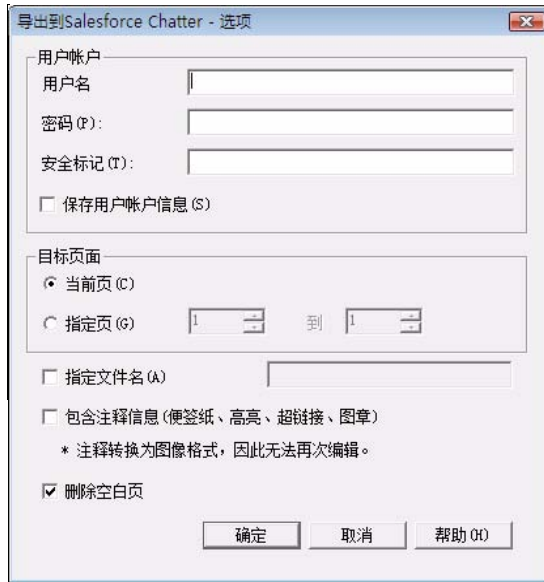 导出到Salesforce Chatter - 选项
用户帐户
用户名
密码(P):
安全标记(T):
保存用户帐户信息(S)
目标页面
当前页(C)
指定页(G) 1 到 1
指定文件名(A)
包含注释信息(便签纸、高亮、超链接、图章)
* 注释转换为图像格式，因此无法再次编辑。
删除空白页
确定 取消 帮助(H)